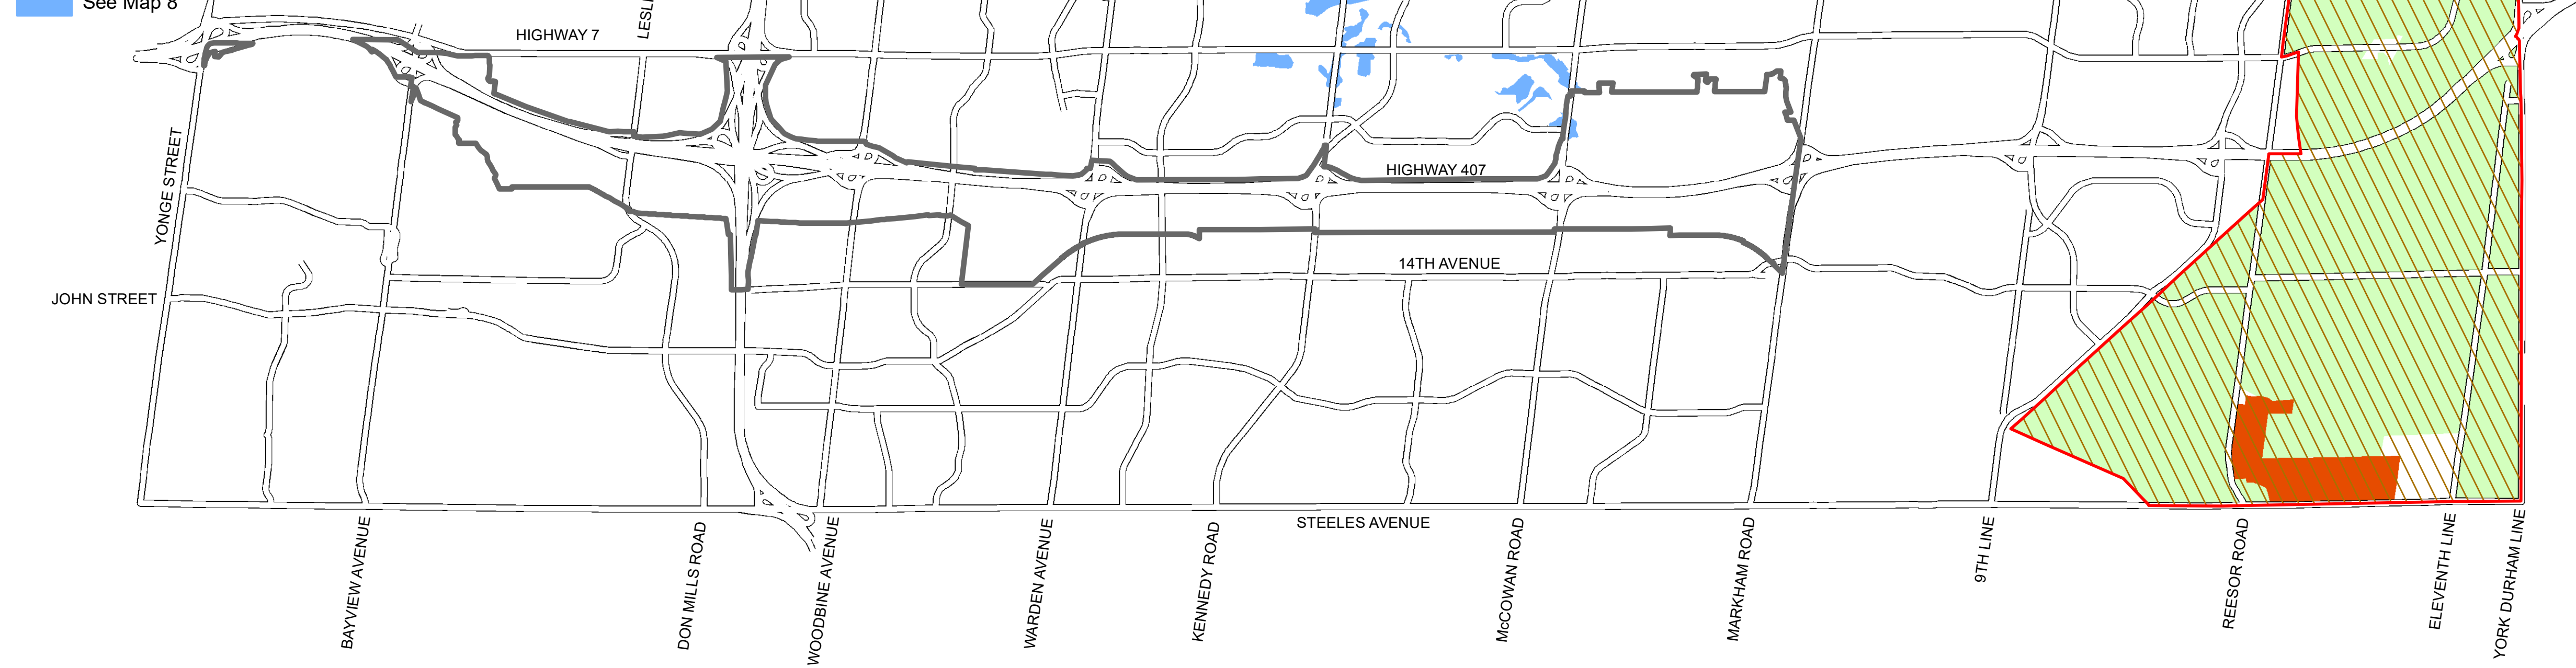 See Map 8
HIGHWAY 7
YONGE STREET
HIGHWAY 407
14TH AVENUE
JOHN STREET
STEELES AVENUE
BAYVIEW AVENUE
DON MILLS ROAD
WOODBINE AVENUE
WARDEN AVENUE
KENNEDY ROAD
McCOWAN ROAD
MARKHAM ROAD
9TH LINE
REESOR ROAD
ELEVENTH LINE
YORK DURHAM LINE